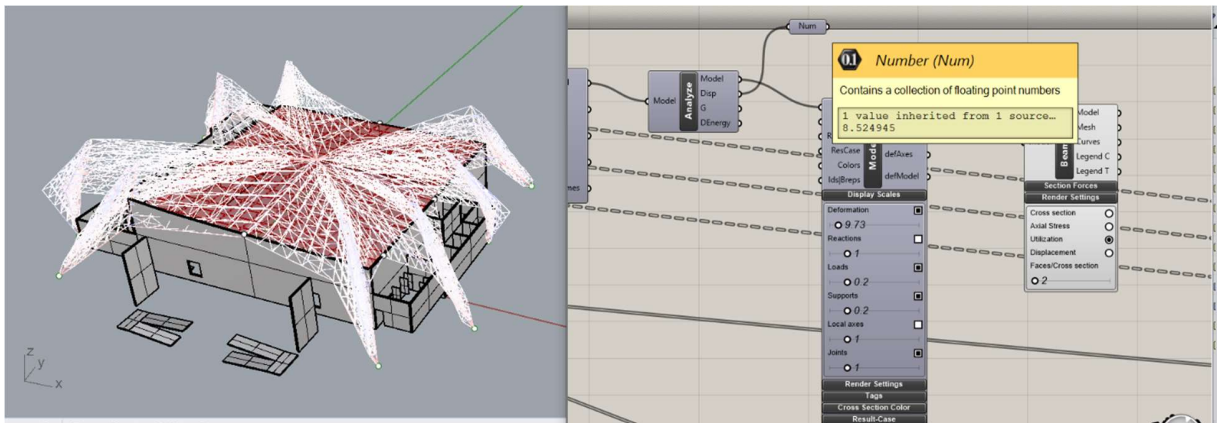 Num
Number (Num)
Contains a collection of floating point numbers
1 value inherited from 1 source…
8.524945
Model
Analyze
Model
Disp
G
DEnergy
ResCase
Colors
Ids|Breps
defAxes
defModel
Display Scales
Deformation
9.73
Reactions
1
Loads
0.2
Supports
0.2
Local axes
1
Joints
1
Render Settings
Tags
Cross Section Color
Result-Case
Model
Mesh
Curves
Legend C
Legend T
Section Forces
Render Settings
Cross section
Axial Stress
Utilization
Displacement
Faces/Cross section
2
z
y
x